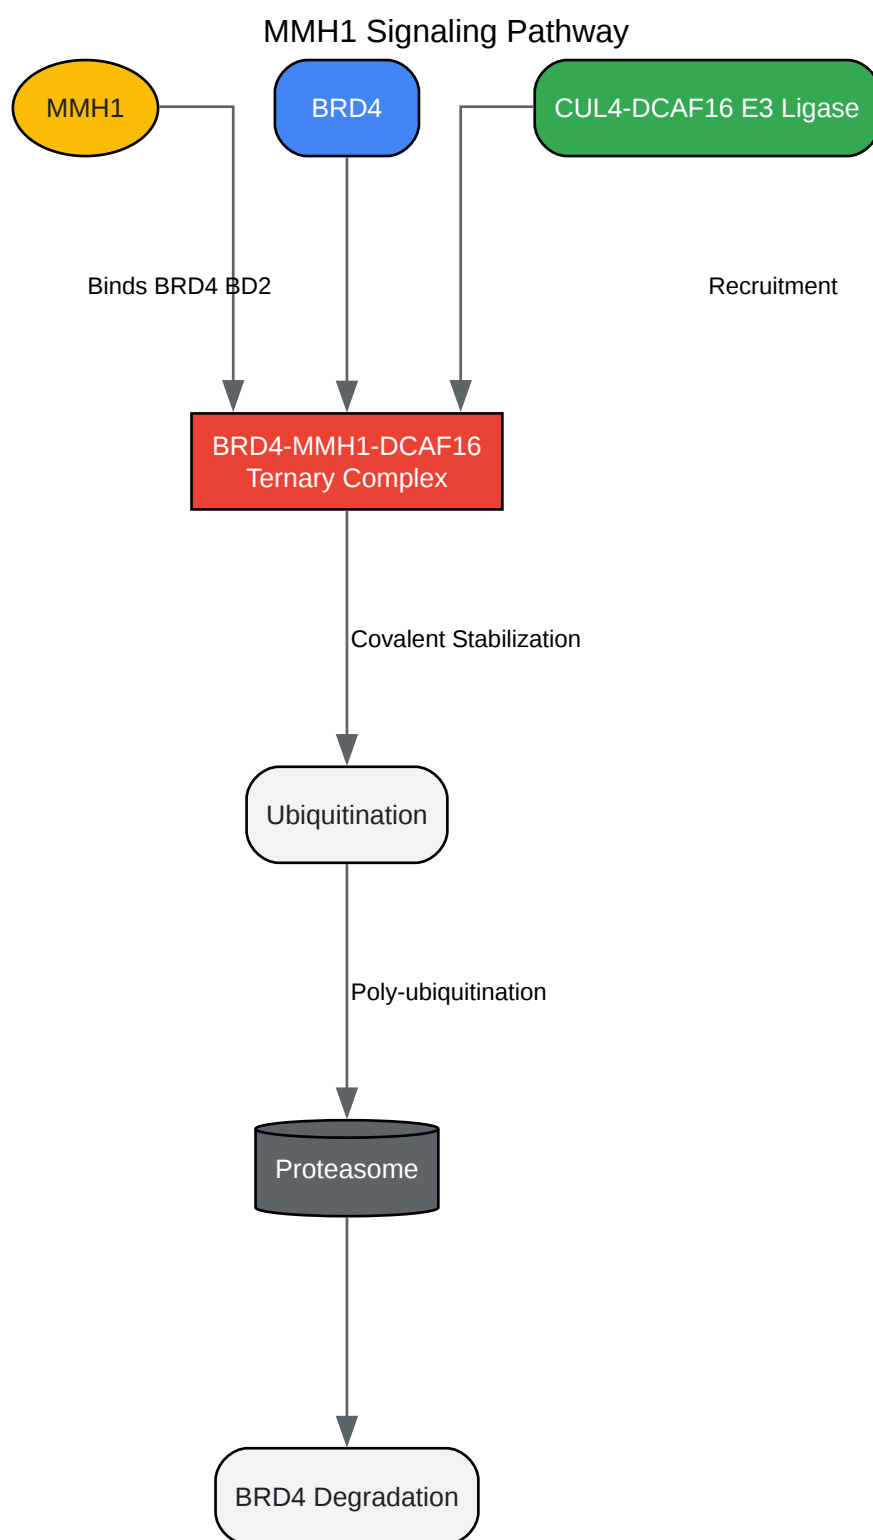 MMH1 Signaling Pathway
MMH1
BRD4
CUL4-DCAF16 E3 Ligase
Binds BRD4 BD2
Recruitment
BRD4-MMH1-DCAF16
Ternary Complex
Covalent Stabilization
Ubiquitination
Poly-ubiquitination
Proteasome
BRD4 Degradation